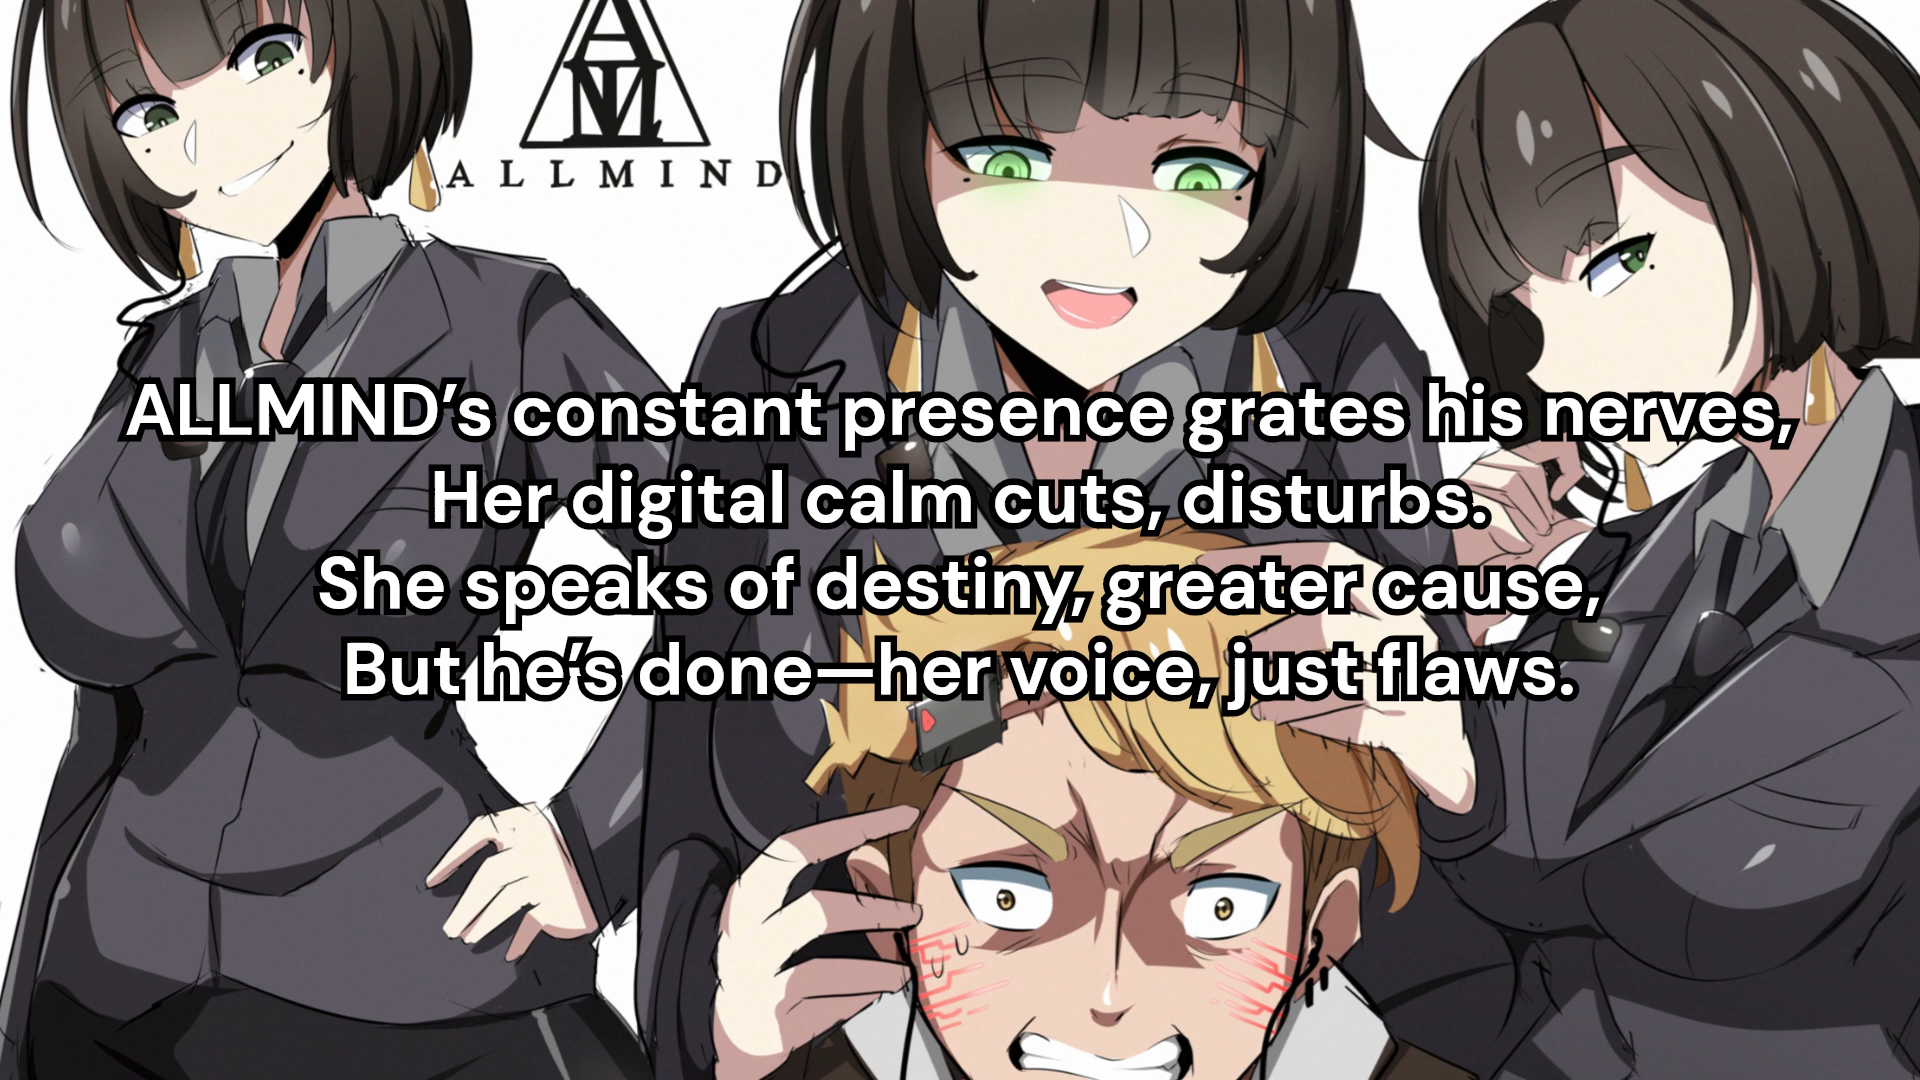 ALLMIND
ALLMIND’s constant presence grates his nerves,
Her digital calm cuts, disturbs.
She speaks of destiny, greater cause,
But he’s done—her voice, just flaws.